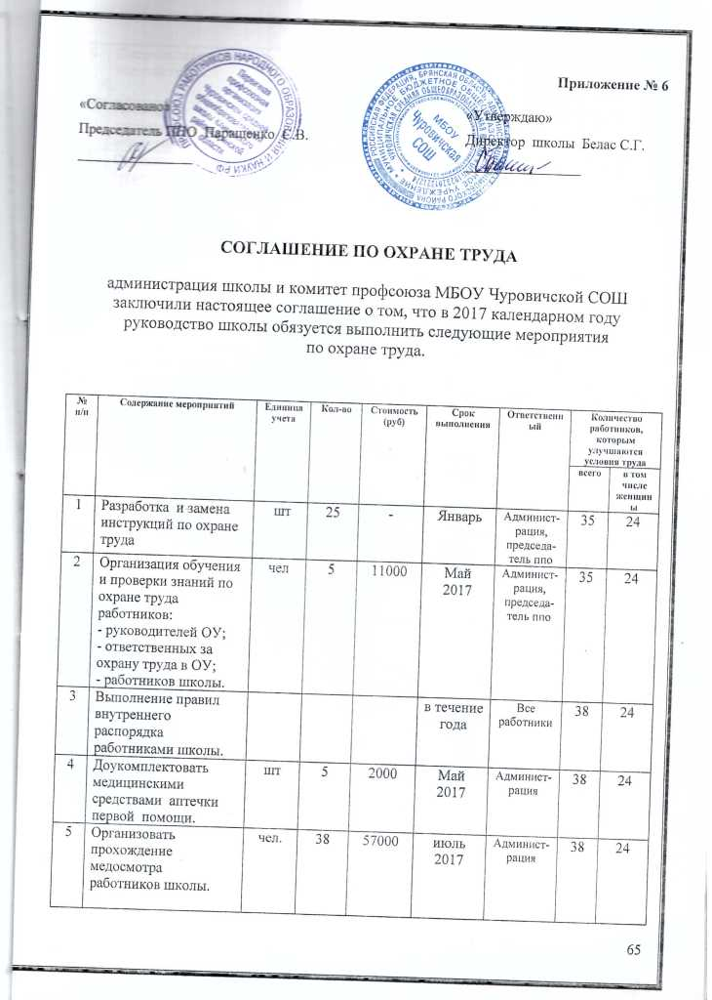 Приложение № 6
«Согласовано»
Председатель ППО Паращенко С.В.
«Утверждаю»
Директор школы Белас С.Г.
МБОУ
Чуровичская
СОШ
СОГЛАШЕНИЕ ПО ОХРАНЕ ТРУДА
администрация школы и комитет профсоюза МБОУ Чуровичской СОШ
заключили настоящее соглашение о том, что в 2017 календарном году
руководство школы обязуется выполнить следующие мероприятия
по охране труда.
№ п/п | Содержание мероприятий | Единица учета | Кол-во | Стоимость (руб) | Срок выполнения | Ответственн ый | Количество работников, которым улучшаются условия труда
всего | в том числе женщин ы
1 | Разработка и замена инструкций по охране труда | шт | 25 | - | Январь | Админист- рация, председа- тель ппо | 35 | 24
2 | Организация обучения и проверки знаний по охране труда работников: - руководителей ОУ; - ответственных за охрану труда в ОУ; - работников школы. | чел | 5 | 11000 | Май 2017 | Админист- рация, председа- тель ппо | 35 | 24
3 | Выполнение правил внутреннего распорядка работниками школы. | в течение года | Все работники | 38 | 24
4 | Доукомплектовать медицинскими средствами аптечки первой помощи. | шт | 5 | 2000 | Май 2017 | Админист- рация | 38 | 24
5 | Организовать прохождение медосмотра работников школы. | чел. | 38 | 57000 | июль 2017 | Админист- рация | 38 | 24
65